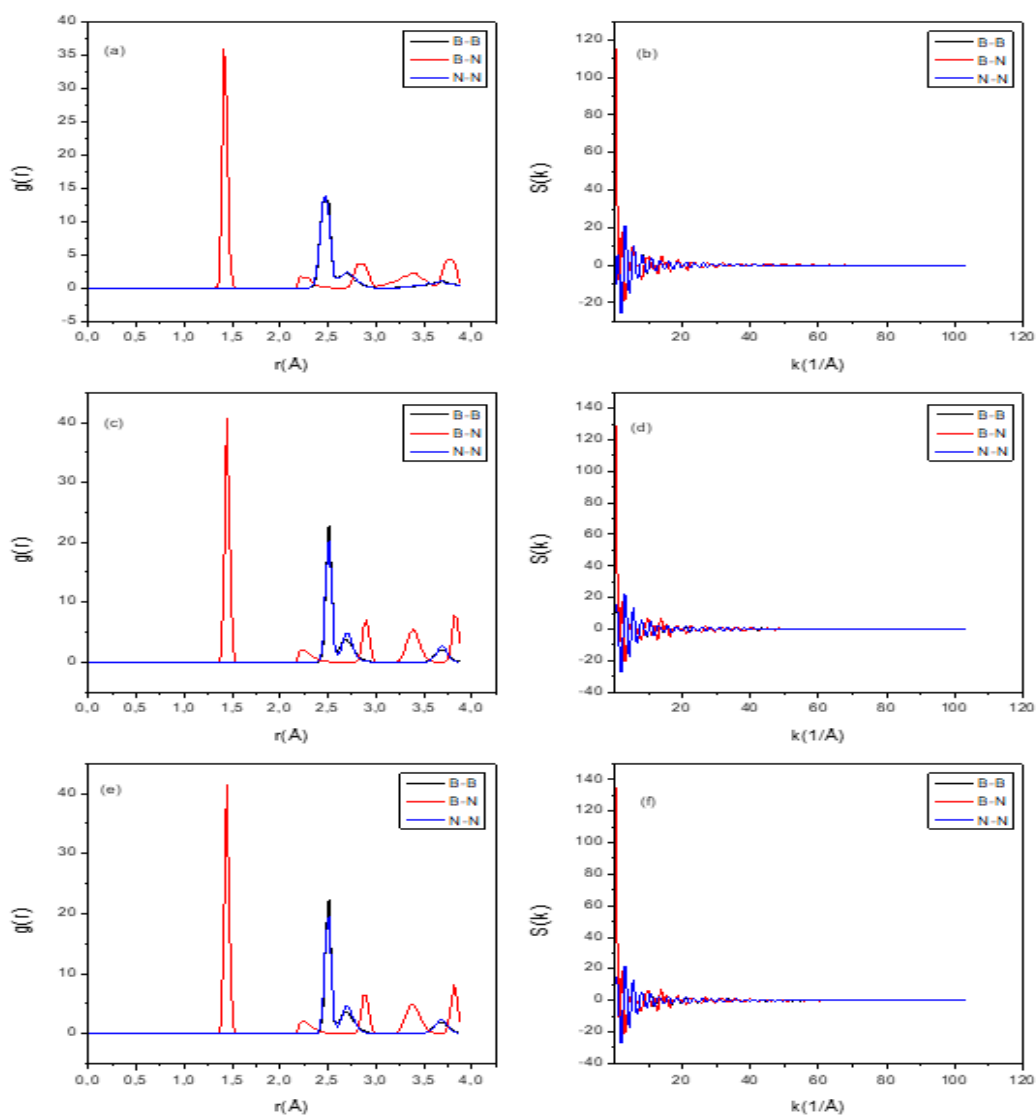 40
35
30
25
20
15
10
5
0
-5
g(r)
(a)
B-B
B-N
N-N
0,0 0,5 1,0 1,5 2,0 2,5 3,0 3,5 4,0
r(Å)
120
100
80
60
40
20
0
-20
S(k)
(b)
B-B
B-N
N-N
20 40 60 80 100 120
k(1/Å)
40
30
20
10
0
g(r)
(c)
B-B
B-N
N-N
0,0 0,5 1,0 1,5 2,0 2,5 3,0 3,5 4,0
r(Å)
140
120
100
80
60
40
20
0
-20
-40
S(k)
(d)
B-B
B-N
N-N
20 40 60 80 100 120
k(1/Å)
40
30
20
10
0
g(r)
(e)
B-B
B-N
N-N
0,0 0,5 1,0 1,5 2,0 2,5 3,0 3,5 4,0
r(Å)
140
120
100
80
60
40
20
0
-20
-40
S(k)
(f)
B-B
B-N
N-N
20 40 60 80 100 120
k(1/Å)